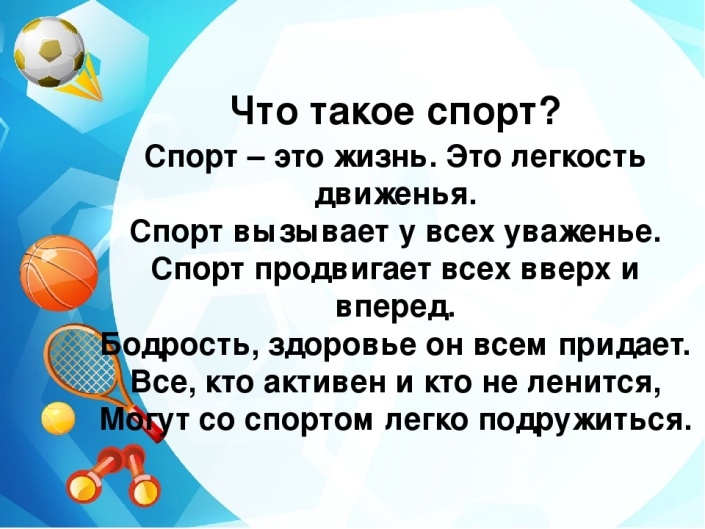 Что такое спорт?
Спорт – это жизнь. Это легкость
движенья.
Спорт вызывает у всех уваженье.
Спорт продвигает всех вверх и
вперед.
Бодрость, здоровье он всем придает.
Все, кто активен и кто не ленится,
Могут со спортом легко подружиться.